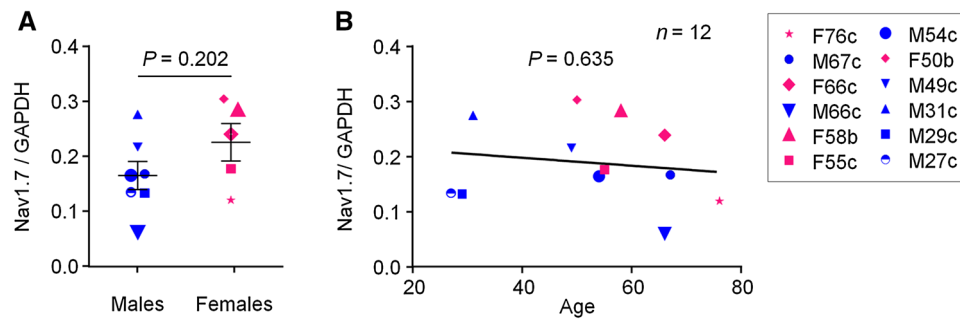 A
Nav1.7 / GAPDH
0.4
0.3
0.2
0.1
0.0
P = 0.202
Males
Females
B
Nav1.7/ GAPDH
0.4
0.3
0.2
0.1
0.0
n = 12
P = 0.635
20
40
60
80
Age
F76c
M67c
F66c
M66c
F58b
F55c
M54c
F50b
M49c
M31c
M29c
M27c